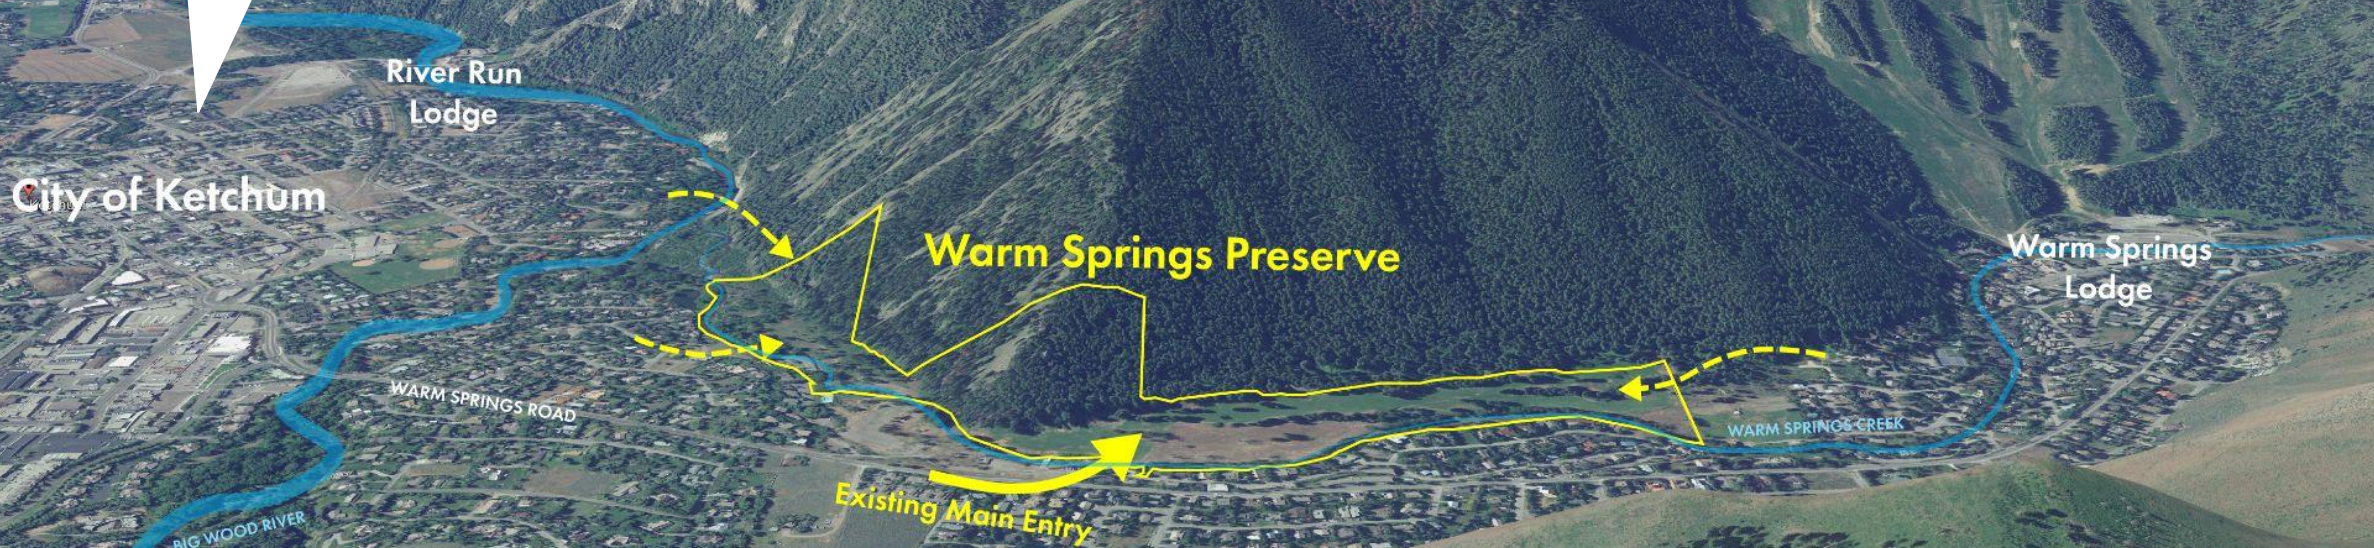 River Run
Lodge
City of Ketchum
Warm Springs Preserve
Warm Springs
Lodge
WARM SPRINGS ROAD
WARM SPRINGS CREEK
Existing Main Entry
BIG WOOD RIVER